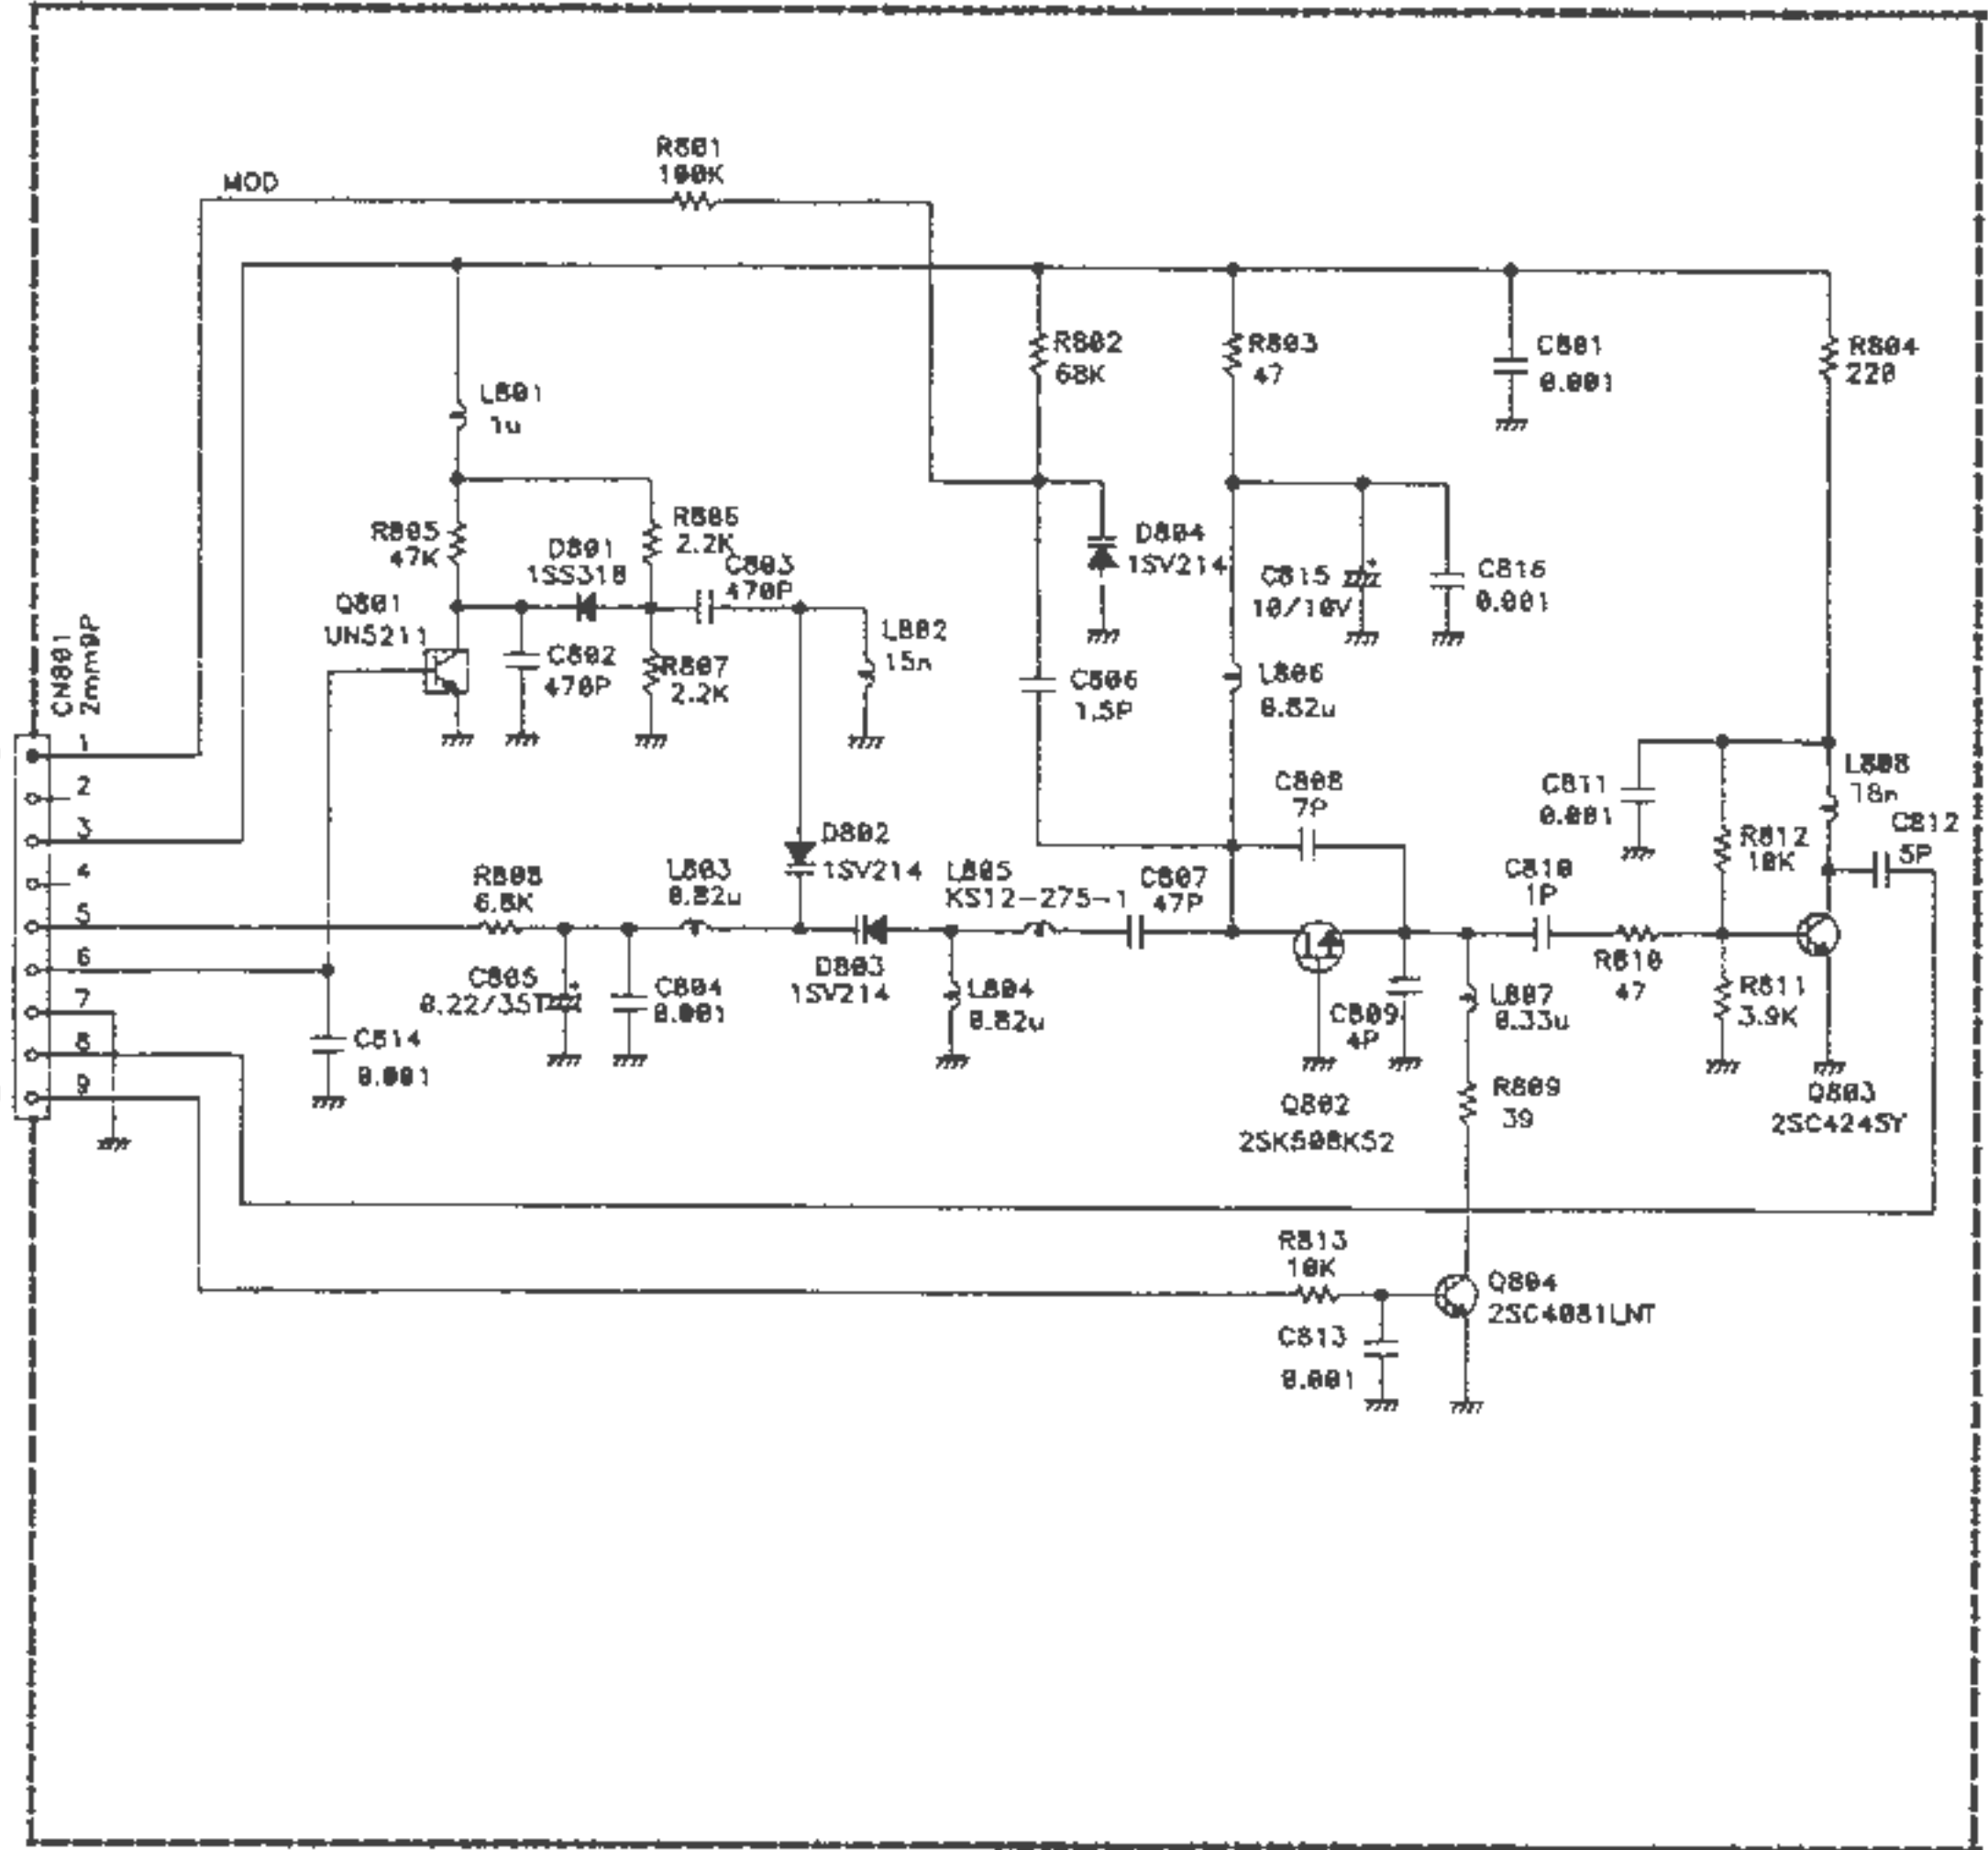 R801
100K
MOD
R802
68K
R803
47
C801
0.001
R804
220
L801
1u
R805
47K
R806
2.2K
D801
1SS318
C803
470P
D804
1SV214
C815
+
10/10V
C816
0.001
Q801
UN5211
C802
470P
R807
2.2K
L802
15n
CN801
2mm9P
C806
1.5P
L806
0.82u
1
2
3
4
5
6
7
8
9
C808
7P
C811
0.001
L808
18n
R812
10K
C812
5P
D802
1SV214
R808
6.8K
L803
0.82u
L805
KS12-275-1
C807
47P
C810
1P
D803
1SV214
R810
47
C805
+
0.22/35T
C804
0.001
L804
0.82u
C809
4P
L807
0.33u
R811
3.9K
C814
0.001
Q802
2SK508K52
R809
39
Q803
2SC4245Y
R813
10K
Q804
2SC4081LNT
C813
0.001